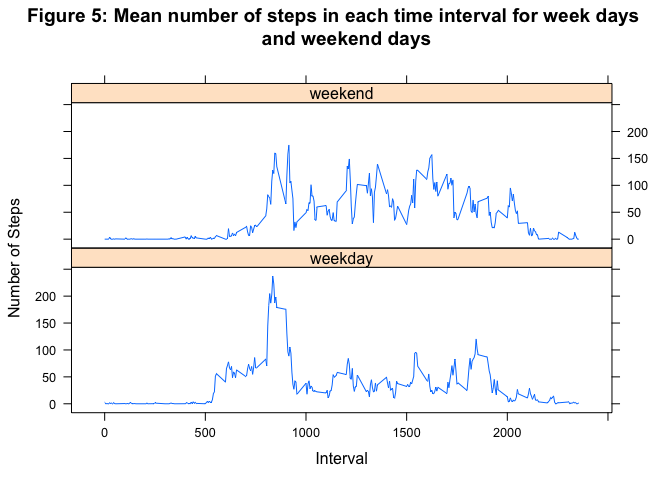 Figure 5: Mean number of steps in each time interval for week days
and weekend days
weekend
200
150
100
50
0
weekday
200
150
100
50
0
Number of Steps
0 500 1000 1500 2000
Interval